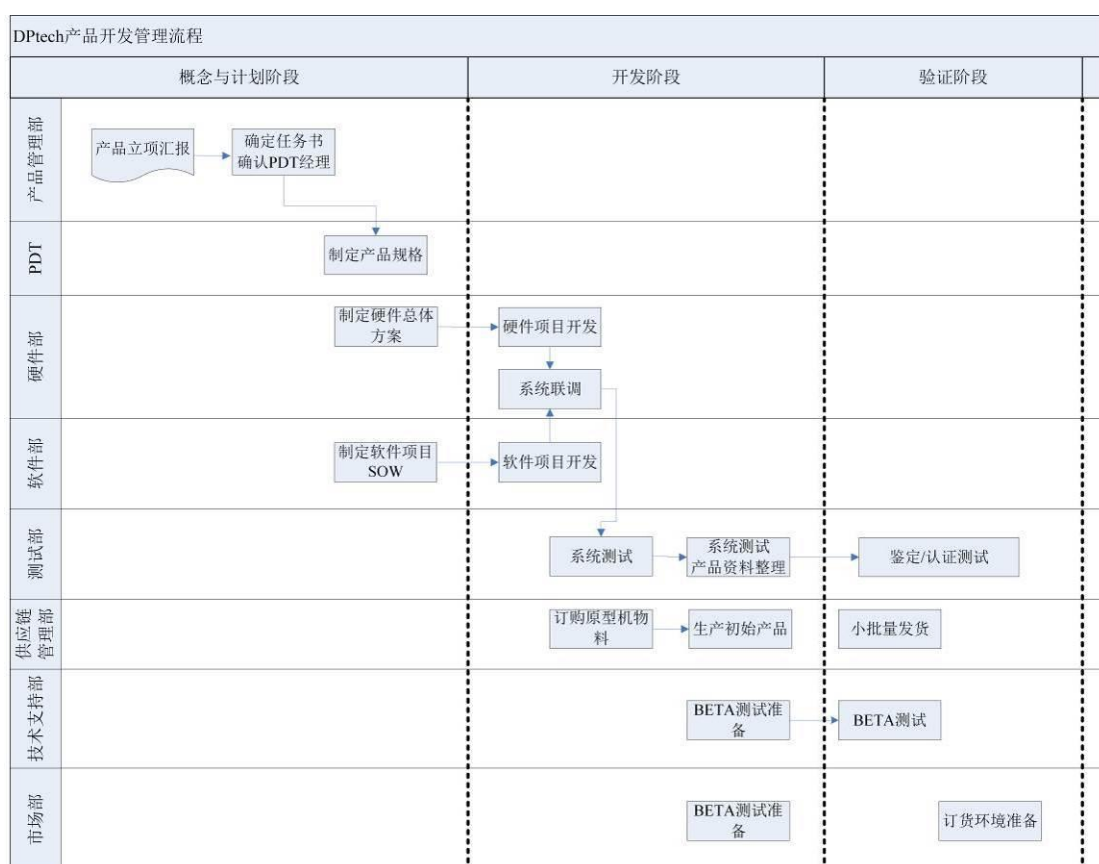 DPtech产品开发管理流程
概念与计划阶段
开发阶段
验证阶段
产品管理部
产品立项汇报
确定任务书
确认PDT经理
PDT
制定产品规格
硬件部
制定硬件总体
方案
硬件项目开发
系统联调
软件部
制定软件项目
SOW
软件项目开发
测试部
系统测试
系统测试
产品资料整理
鉴定/认证测试
供应链
管理部
订购原型机物
料
生产初始产品
小批量发货
技术支持部
BETA测试准
备
BETA测试
市场部
BETA测试准
备
订货环境准备